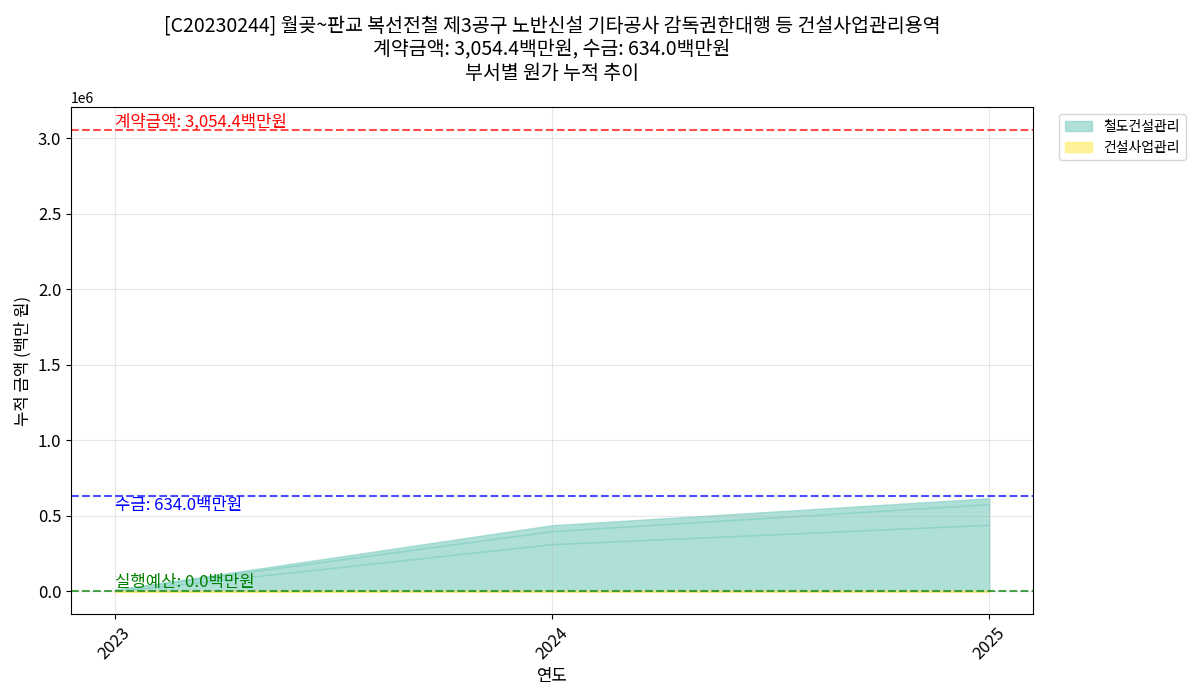 [C20230244] 월곶~판교 복선전철 제3공구 노반신설 기타공사 감독권한대행 등 건설사업관리용역
계약금액: 3,054.4백만원, 수금: 634.0백만원
부서별 원가 누적 추이
1e6
계약금액: 3,054.4백만원
철도건설관리
건설사업관리
3.0
2.5
2.0
1.5
1.0
수금: 634.0백만원
0.5
실행예산: 0.0백만원
0.0
누적 금액 (백만 원)
2023
2024
2025
연도